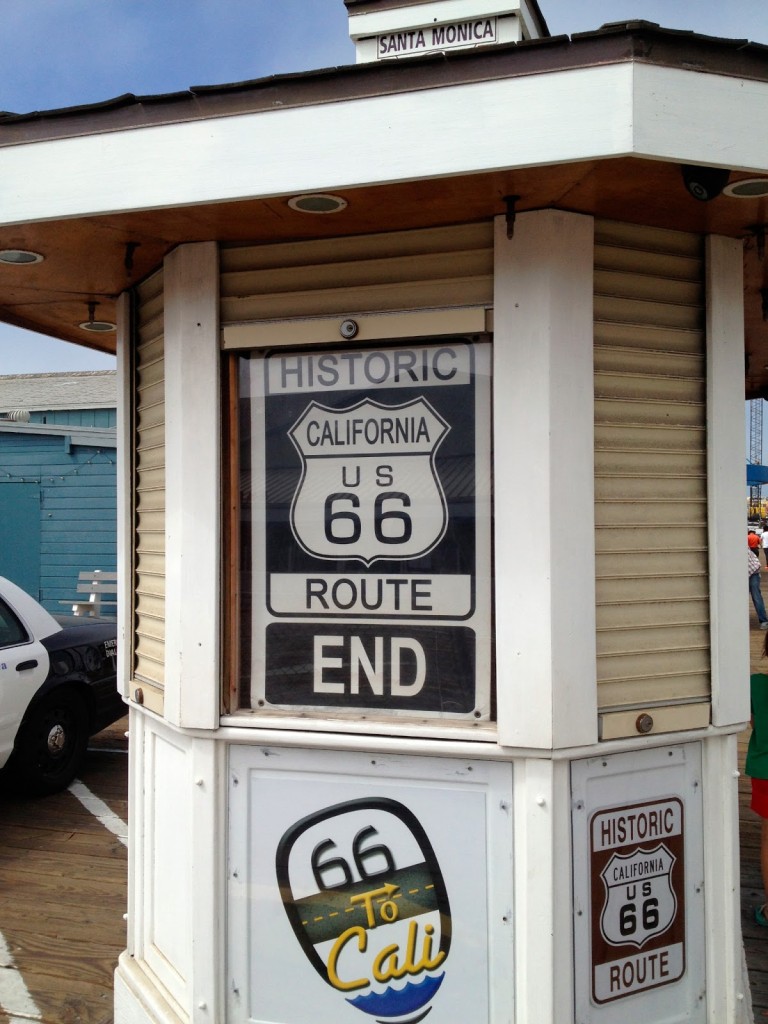 SANTA MONICA
HISTORIC
CALIFORNIA
US
66
ROUTE
END
66
To
Cali
HISTORIC
CALIFORNIA
US
66
ROUTE